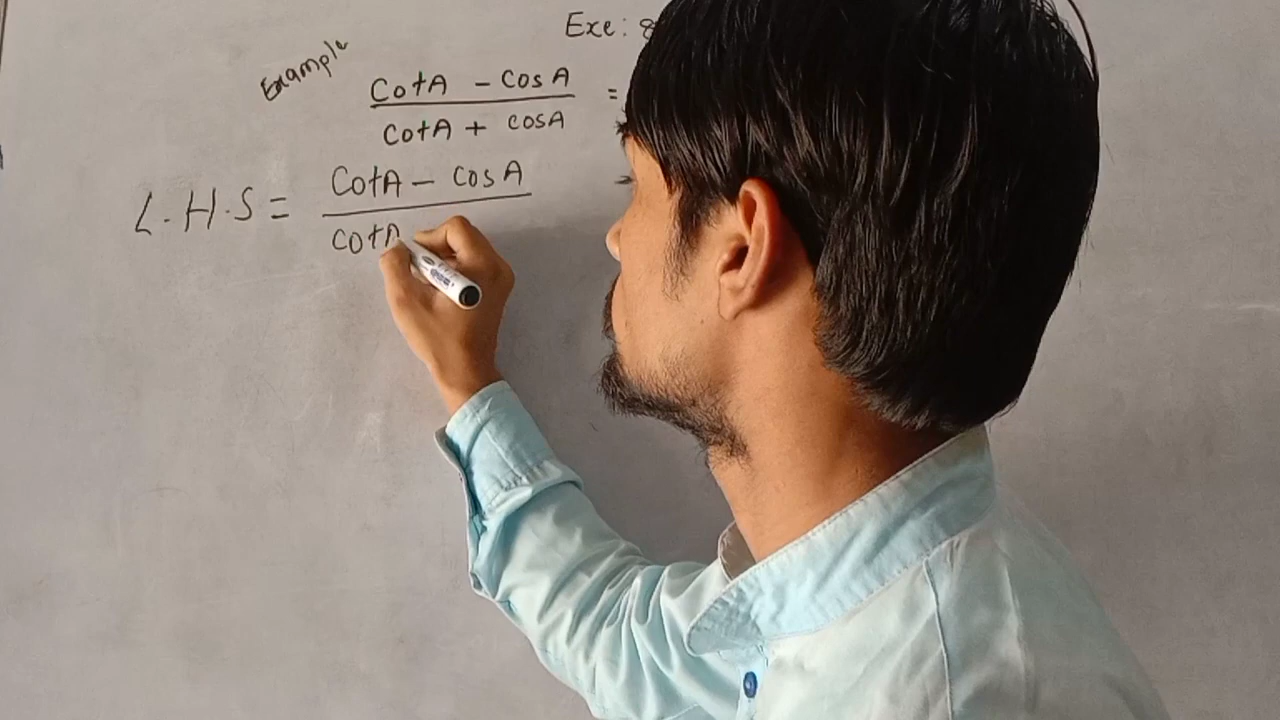 Exe: 8
Example
CotA - CosA =
CotA + cosA
L.H.S = CotA - CosA
CotA